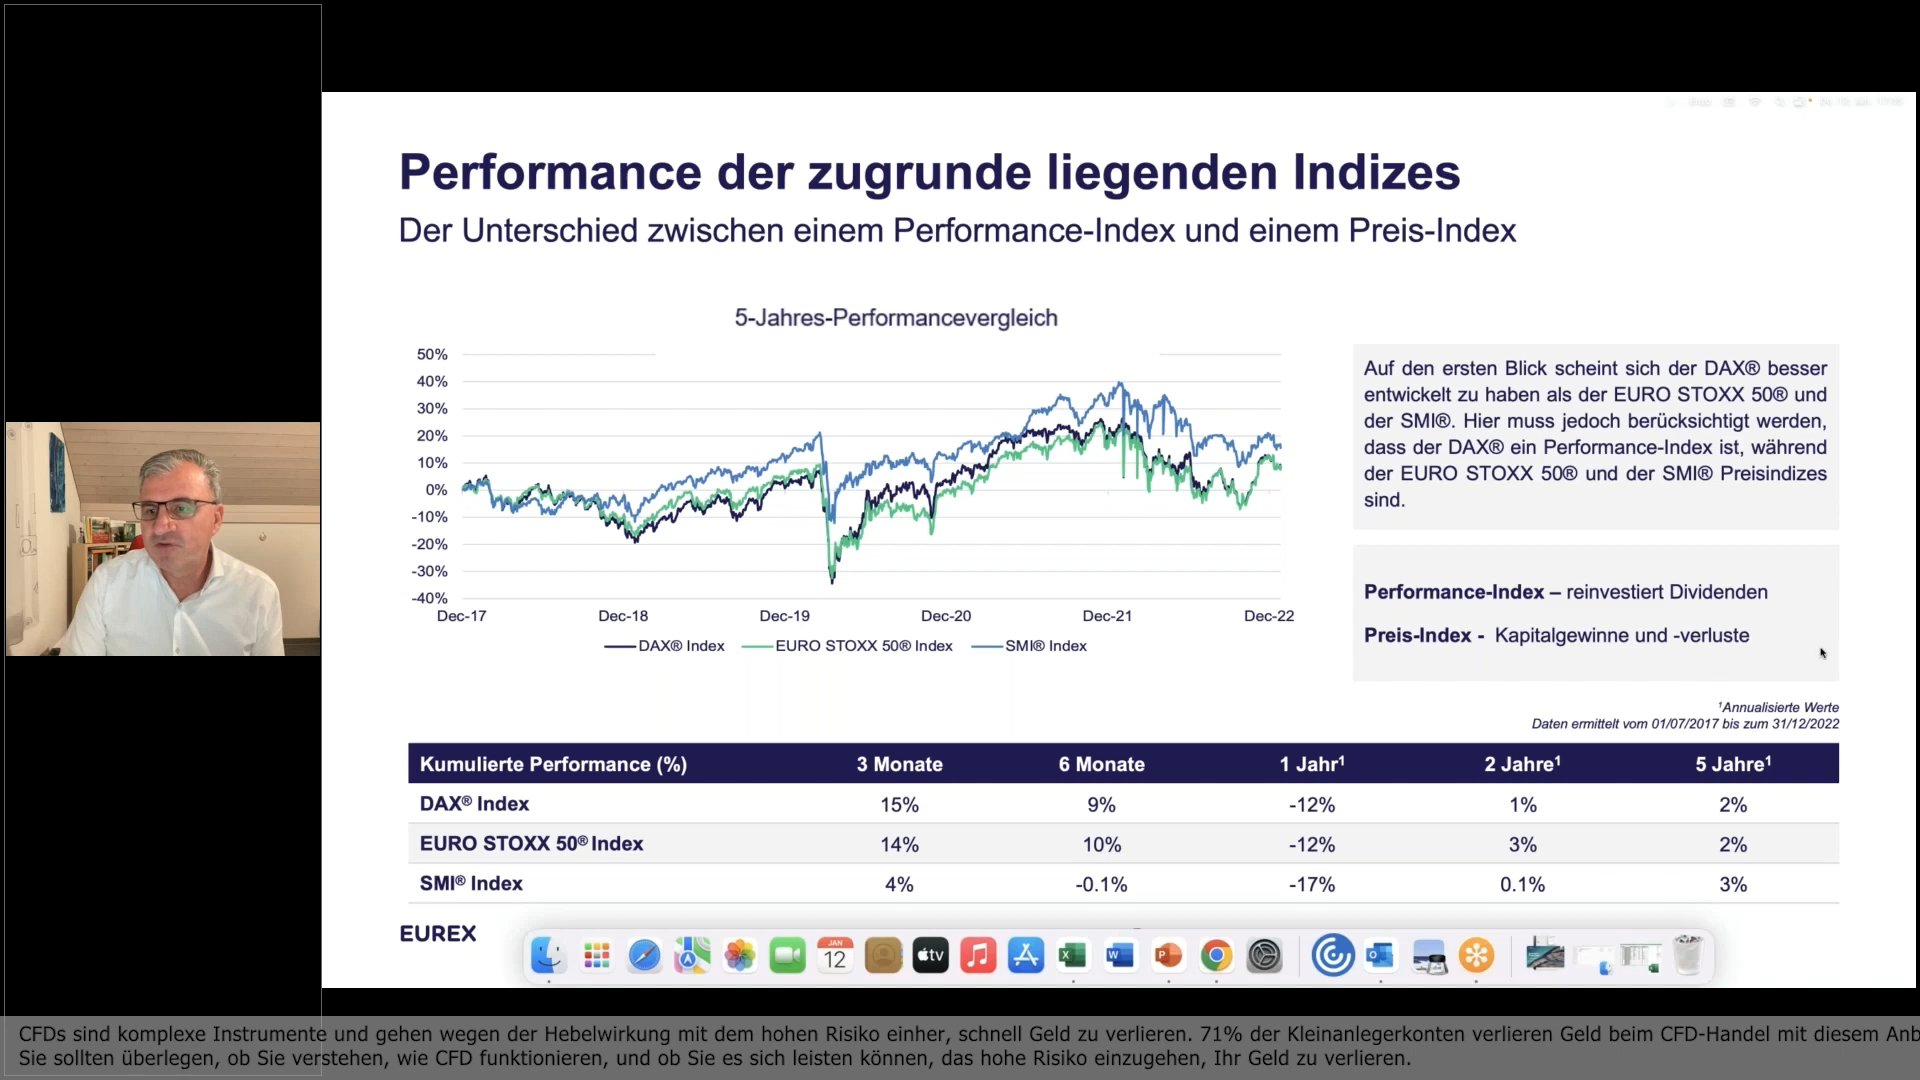 Performance der zugrunde liegenden Indizes
Der Unterschied zwischen einem Performance-Index und einem Preis-Index
5-Jahres-Performancevergleich
50%
40%
30%
20%
10%
0%
-10%
-20%
-30%
-40%
Dec-17 Dec-18 Dec-19 Dec-20 Dec-21 Dec-22
DAX® Index EURO STOXX 50® Index SMI® Index
Auf den ersten Blick scheint sich der DAX® besser
entwickelt zu haben als der EURO STOXX 50® und
der SMI®. Hier muss jedoch berücksichtigt werden,
dass der DAX® ein Performance-Index ist, während
der EURO STOXX 50® und der SMI® Preisindizes
sind.
Performance-Index – reinvestiert Dividenden
Preis-Index - Kapitalgewinne und -verluste
¹Annualisierte Werte
Daten ermittelt vom 01/07/2017 bis zum 31/12/2022
Kumulierte Performance (%) 3 Monate 6 Monate 1 Jahr¹ 2 Jahre¹ 5 Jahre¹
DAX® Index 15% 9% -12% 1% 2%
EURO STOXX 50® Index 14% 10% -12% 3% 2%
SMI® Index 4% -0.1% -17% 0.1% 3%
EUREX
JAN
12
tv
X
W
P
O
CFDs sind komplexe Instrumente und gehen wegen der Hebelwirkung mit dem hohen Risiko einher, schnell Geld zu verlieren. 71% der Kleinanlegerkonten verlieren Geld beim CFD-Handel mit diesem Anb
Sie sollten überlegen, ob Sie verstehen, wie CFD funktionieren, und ob Sie es sich leisten können, das hohe Risiko einzugehen, Ihr Geld zu verlieren.